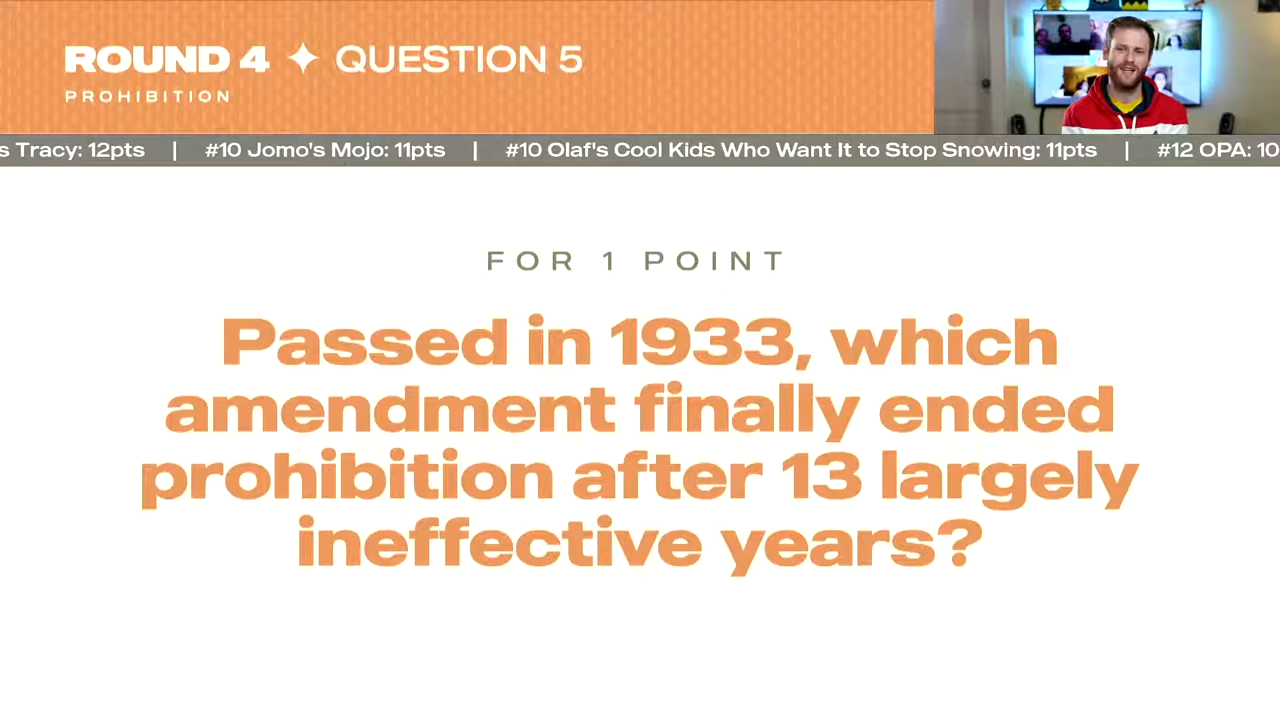 ROUND 4 ✦ QUESTION 5
PROHIBITION
s Tracy: 12pts | #10 Jomo's Mojo: 11pts | #10 Olaf's Cool Kids Who Want It to Stop Snowing: 11pts | #12 OPA: 10
FOR 1 POINT
Passed in 1933, which
amendment finally ended
prohibition after 13 largely
ineffective years?